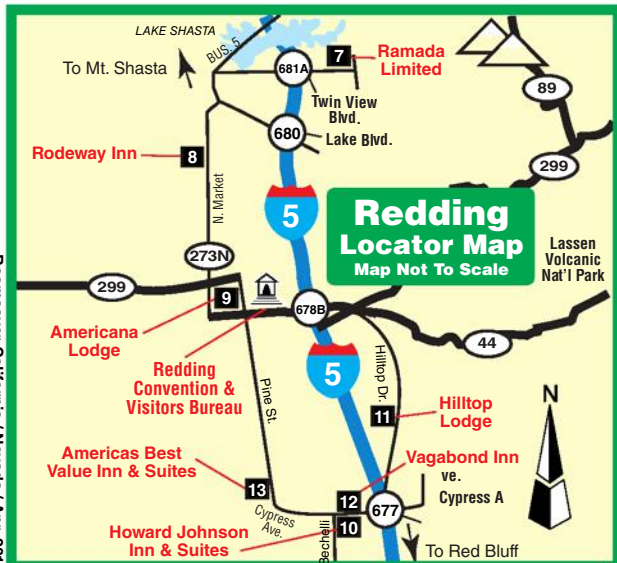 LAKE SHASTA
BUS. 5
To Mt. Shasta
7
Ramada
Limited
681A
Twin View
Blvd.
89
680
Lake Blvd.
Rodeway Inn
8
299
N. Market
5
Redding
Locator Map
Map Not To Scale
Lassen
Volcanic
Nat'l Park
273N
299
9
678B
Americana
Lodge
44
Redding
Convention &
Visitors Bureau
Pine St.
5
Hilltop Dr.
11
Hilltop
Lodge
N
Americas Best
Value Inn & Suites
13
Vagabond Inn
ve.
Cypress A
12
677
Cypress
Ave.
10
Howard Johnson
Inn & Suites
Bechelli
To Red Bluff